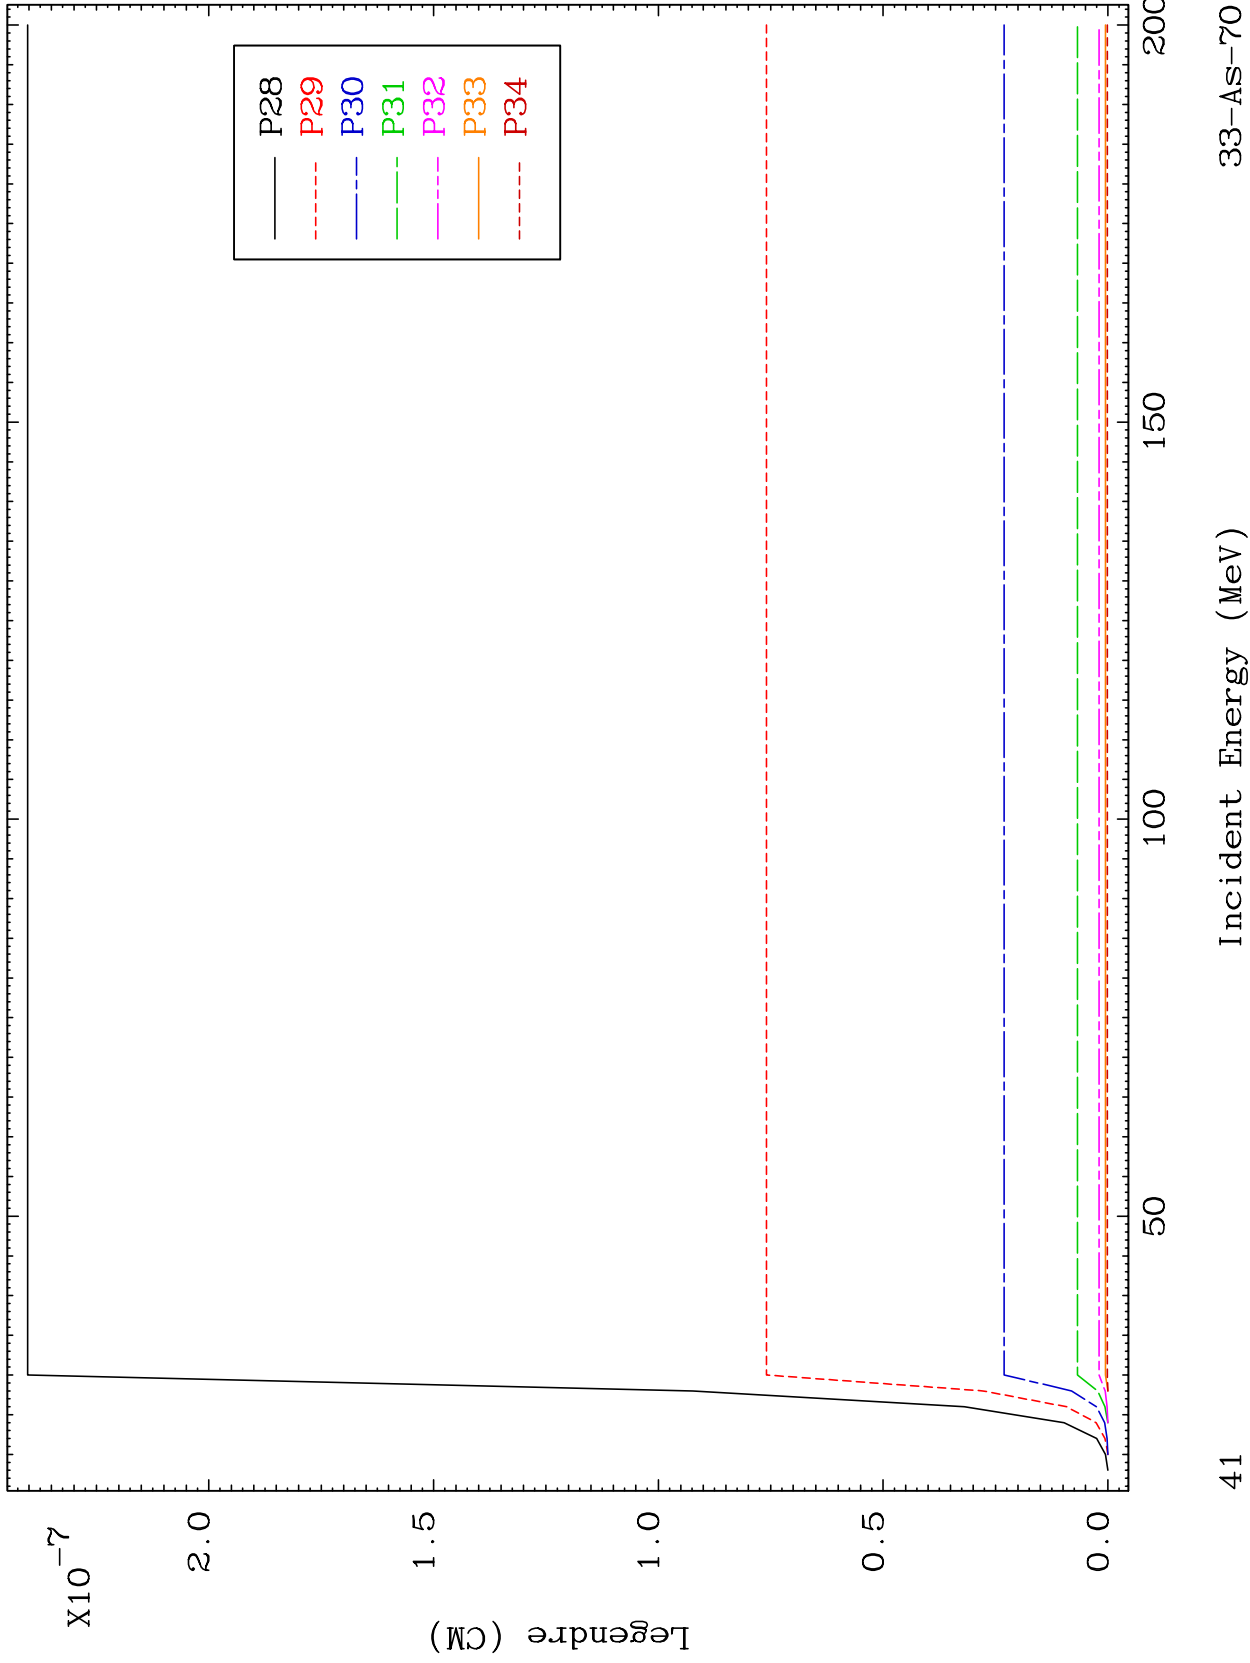 X10-7
2.0
1.5
1.0
0.5
0.0
Legendre (CM)
P28
P29
P30
P31
P32
P33
P34
50
100
150
200
Incident Energy (MeV)
41
33-As-70